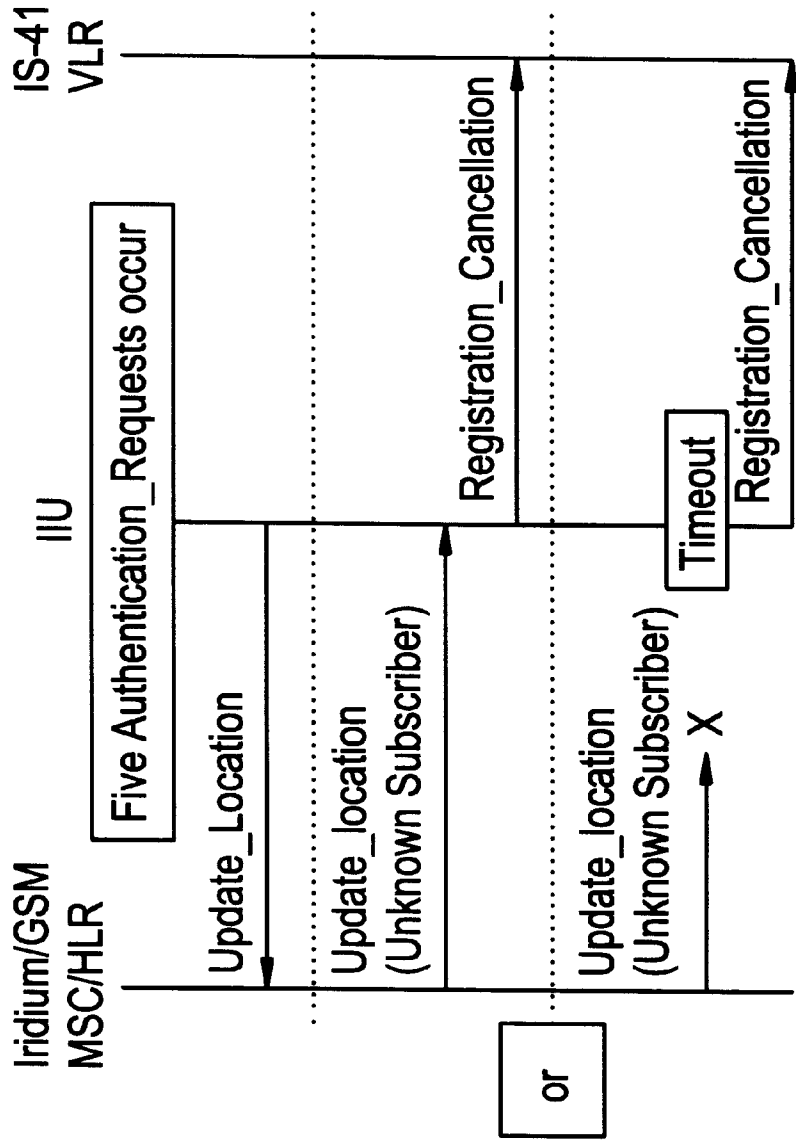 Iridium/GSM
MSC/HLR
IIU
IS-41
VLR
Five Authentication_Requests occur
Update_Location
Update_location
(Unknown Subscriber)
Registration_Cancellation
or
Update_location
(Unknown Subscriber)
X
Timeout
Registration_Cancellation